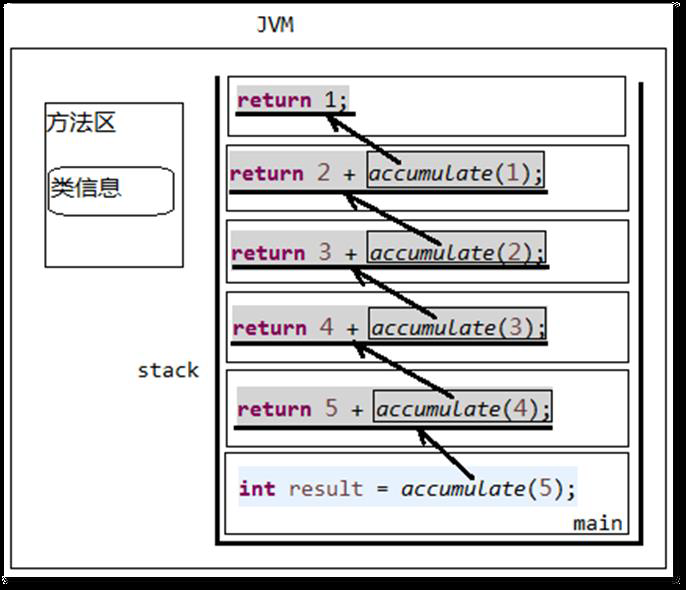 JVM
方法区
类信息
stack
return 1;
return 2 + accumulate(1);
return 3 + accumulate(2);
return 4 + accumulate(3);
return 5 + accumulate(4);
int result = accumulate(5);
main